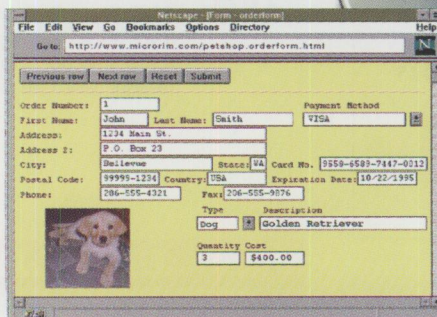 Netscape - [Form - orderform]
File Edit View Go Bookmarks Options Directory Help
Go to: http://www.microrim.com/petshop.orderform.html
N
Previous row Next row Reset Submit
Order Number: 1 Payment Method
First Name: John Last Name: Smith VISA
Address: 1234 Main St.
Address 2: P.O. Box 23
City: Bellevue State: WA Card No. 9658-6589-7447-0212
Postal Code: 99999-1234 Country: USA Expiration Date: 10/22/1995
Phone: 206-555-4321 Fax: 206-555-9876
Type Description
Dog Golden Retriever
Quantity Cost
3 $400.00